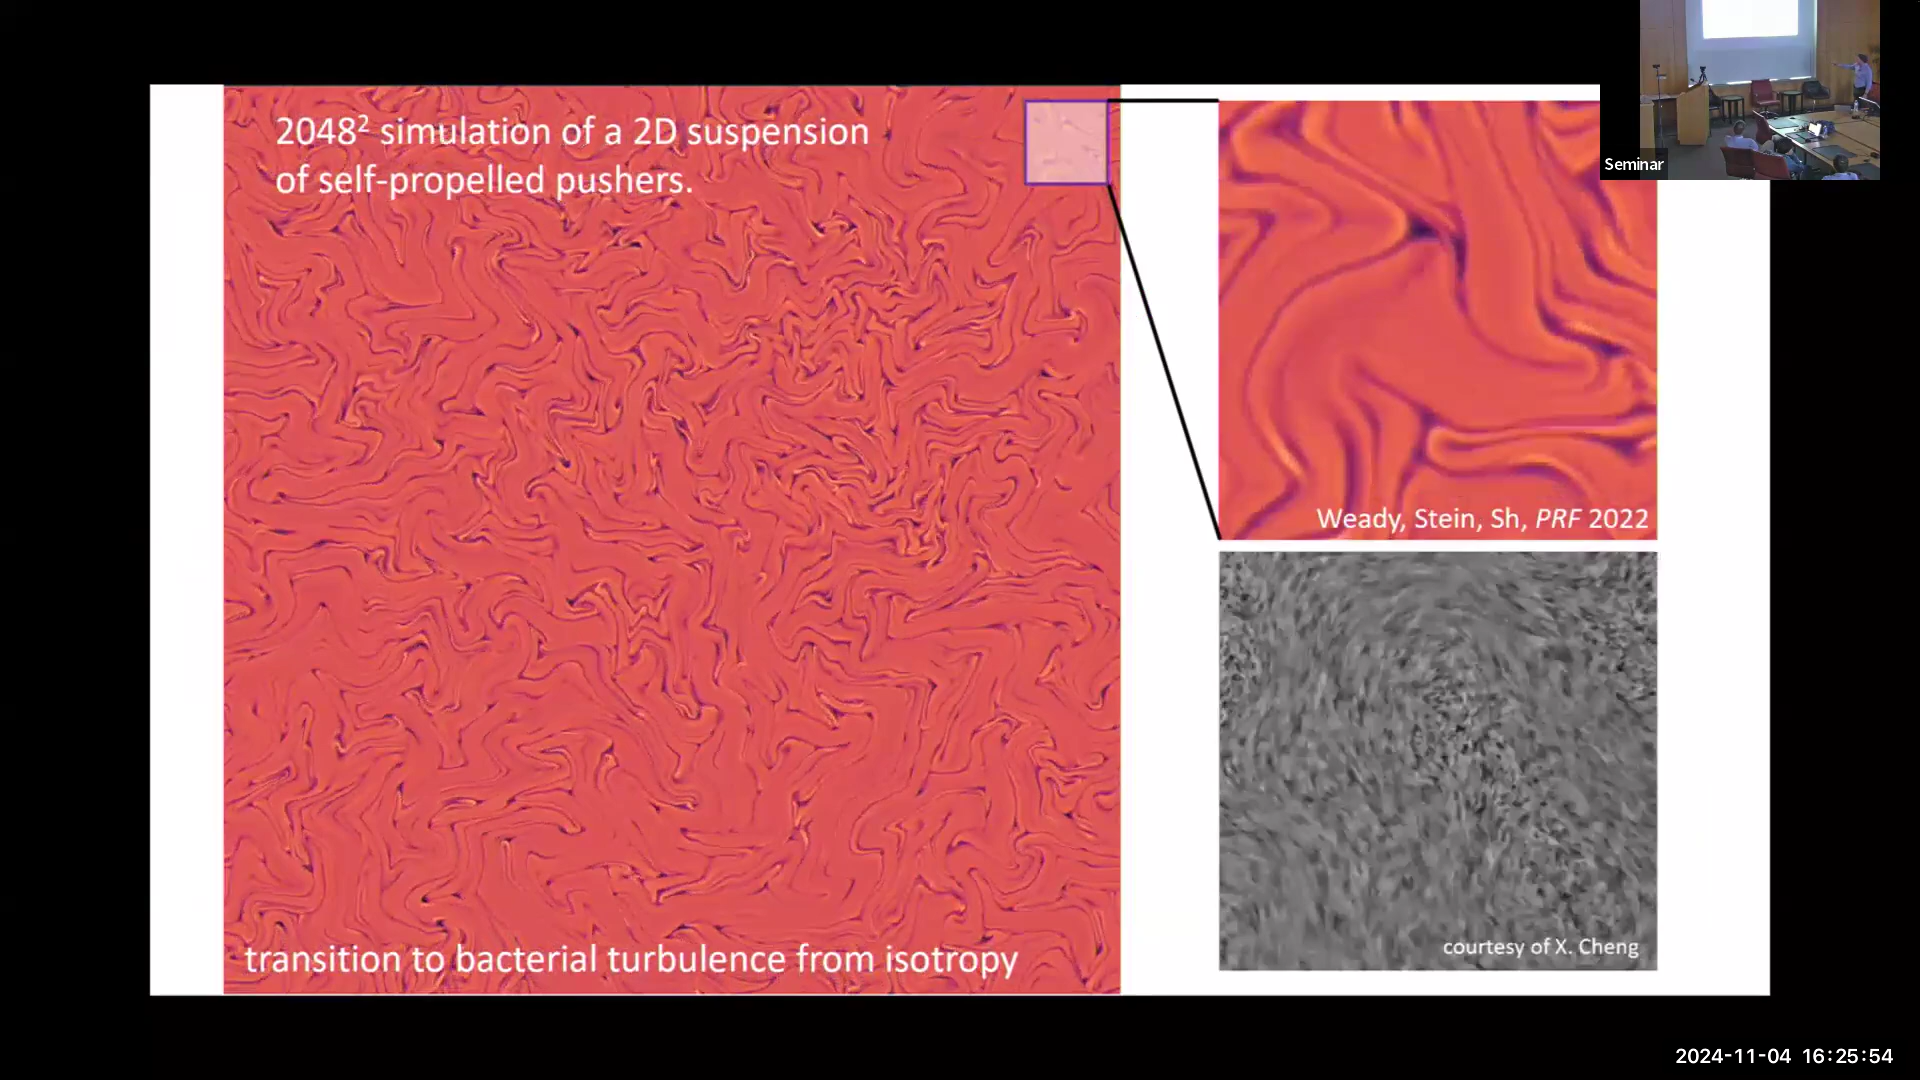 2048² simulation of a 2D suspension
of self-propelled pushers.
Seminar
Weady, Stein, Sh, PRF 2022
courtesy of X. Cheng
transition to bacterial turbulence from isotropy
2024-11-04 16:25:54